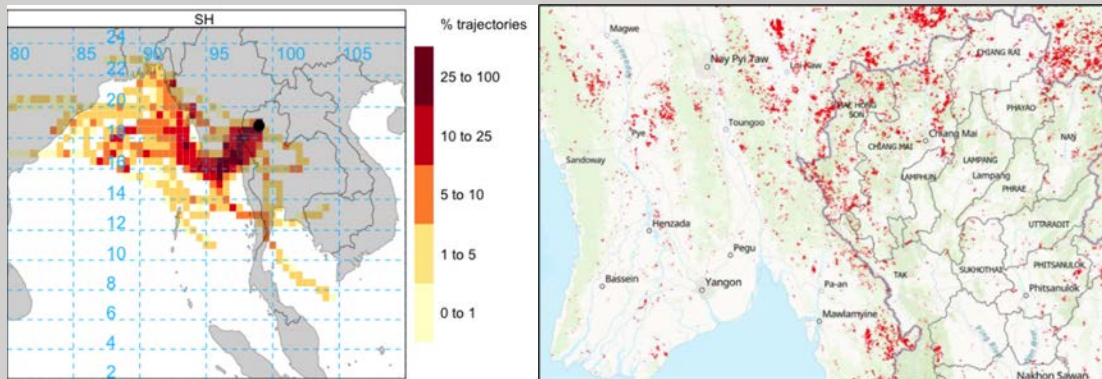 SH
% trajectories
80
85
90
95
100
105
24
22
20
18
16
14
12
11
8
6
4
2
25 to 100
10 to 25
5 to 10
1 to 5
0 to 1
Magwe
Nay Pyi Taw
Loi-Kaw
CHIANG RAI
MAE HONG
SON
PHAYAO
Pye
Toungoo
Chiang Mai
NAN
CHIANG MAI
Sandoway
LAMPANG
LAMPHUN
Lampang
PHRAE
Henzada
UTTARADIT
Pegu
TAK
SUKHOTHAI
PHITSANULOK
Bassein
Yangon
Pa-an
Phitsanulok
Mawlamyine
Nakhon Sawan